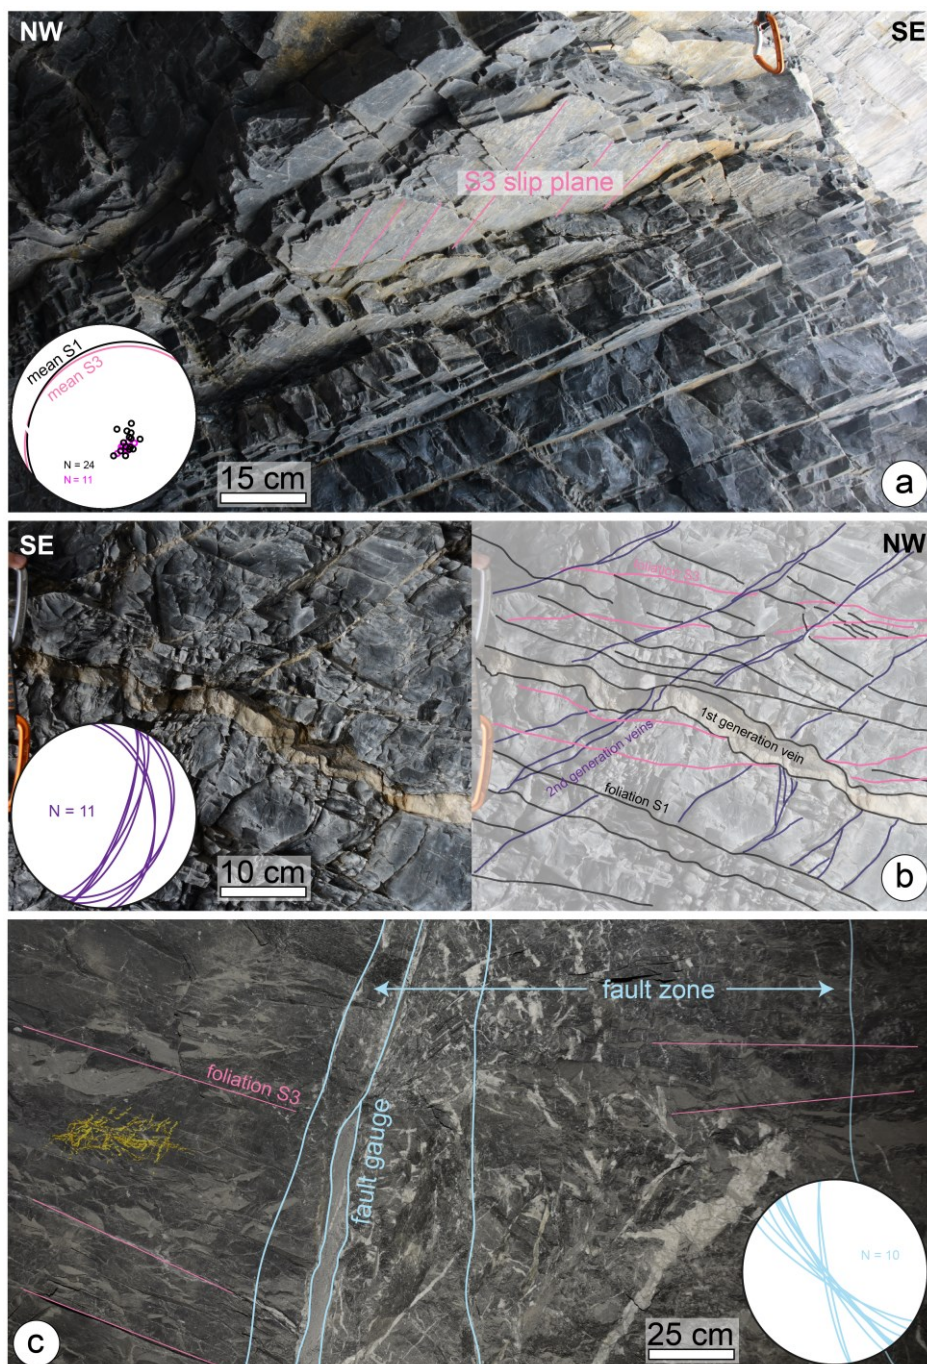 NW
SE
S3 slip plane
mean S1
mean S3
N = 24
N = 11
15 cm
a
SE
NW
foliation S3
1st generation vein
2nd generation veins
foliation S1
N = 11
10 cm
b
fault zone
foliation S3
fault gauge
N = 10
25 cm
c